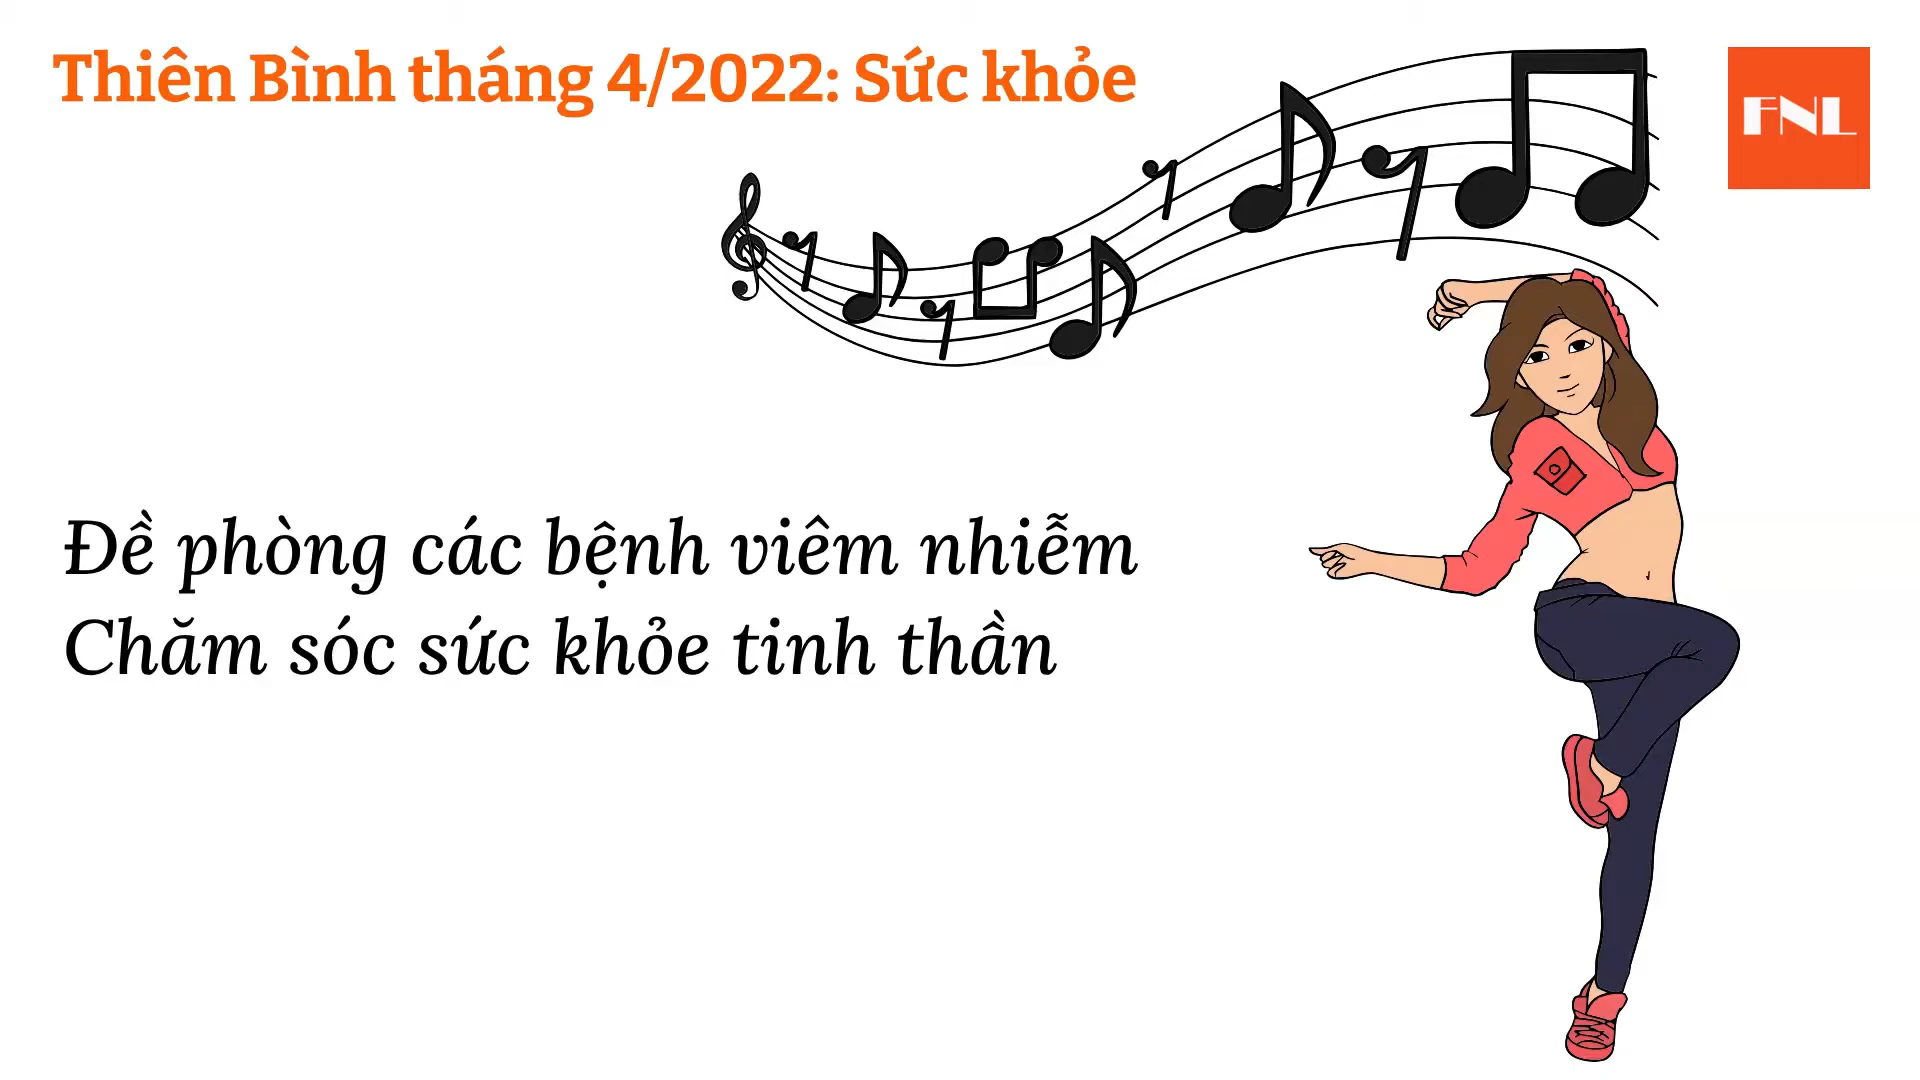 Thiên Bình tháng 4/2022: Sức khỏe
FNL
Đề phòng các bệnh viêm nhiễm
Chăm sóc sức khỏe tinh thần